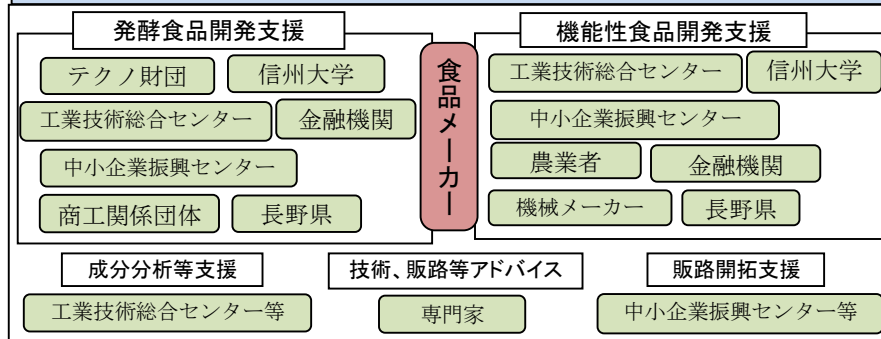 発酵食品開発支援
テクノ財団
信州大学
工業技術総合センター
金融機関
中小企業振興センター
商工関係団体
長野県
食品メーカー
機能性食品開発支援
工業技術総合センター
信州大学
中小企業振興センター
農業者
金融機関
機械メーカー
長野県
成分分析等支援
工業技術総合センター等
技術、販路等アドバイス
専門家
販路開拓支援
中小企業振興センター等